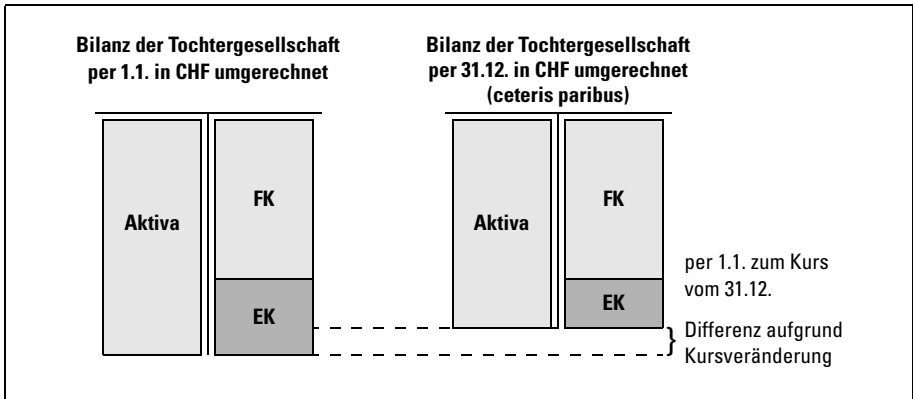 Bilanz der Tochtergesellschaft
per 1.1. in CHF umgerechnet
Bilanz der Tochtergesellschaft
per 31.12. in CHF umgerechnet
(ceteris paribus)
Aktiva
FK
EK
Aktiva
FK
EK
per 1.1. zum Kurs
vom 31.12.
} Differenz aufgrund
Kursveränderung